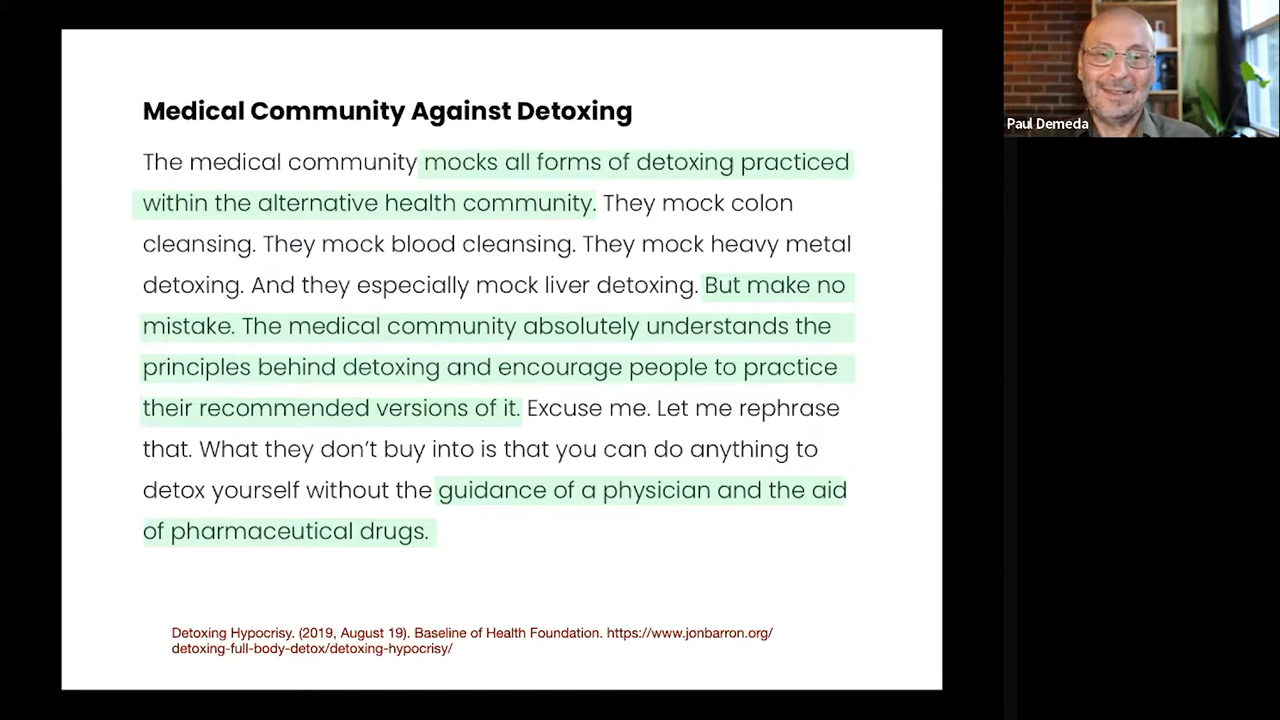 Medical Community Against Detoxing
The medical community mocks all forms of detoxing practiced
within the alternative health community. They mock colon
cleansing. They mock blood cleansing. They mock heavy metal
detoxing. And they especially mock liver detoxing. But make no
mistake. The medical community absolutely understands the
principles behind detoxing and encourage people to practice
their recommended versions of it. Excuse me. Let me rephrase
that. What they don’t buy into is that you can do anything to
detox yourself without the guidance of a physician and the aid
of pharmaceutical drugs.
Detoxing Hypocrisy. (2019, August 19). Baseline of Health Foundation. https://www.jonbarron.org/
detoxing-full-body-detox/detoxing-hypocrisy/
Paul Demeda